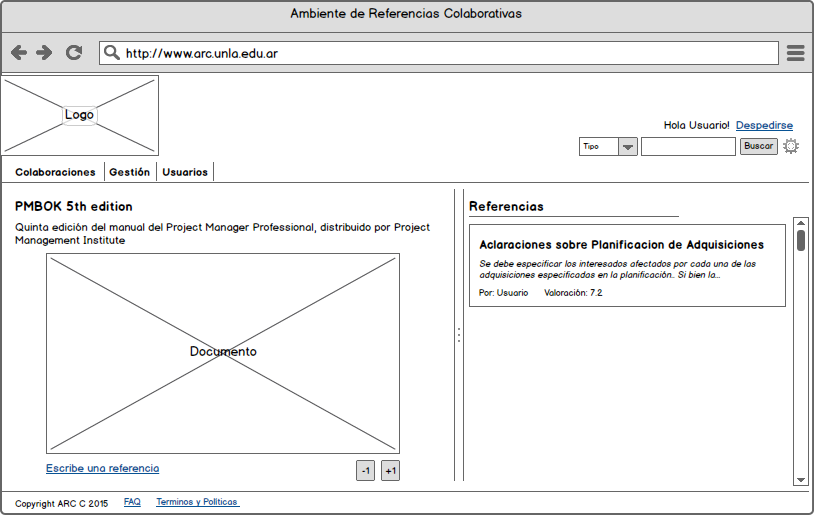 Ambiente de Referencias Colaborativas
http://www.arc.unla.edu.ar
Logo
Hola Usuario! Despedirse
Tipo Buscar
Colaboraciones Gestión Usuarios
PMBOK 5th edition
Quinta edición del manual del Project Manager Professional, distribuido por Project
Management Institute
Documento
Escribe una referencia -1 +1
Referencias
Aclaraciones sobre Planificacion de Adquisiciones
Se debe especificar los interesados afectados por cada una de las
adquisiciones especificadas en la planificación. Si bien la...
Por: Usuario Valoración: 7.2
Copyright ARC C 2015 FAQ Terminos y Políticas